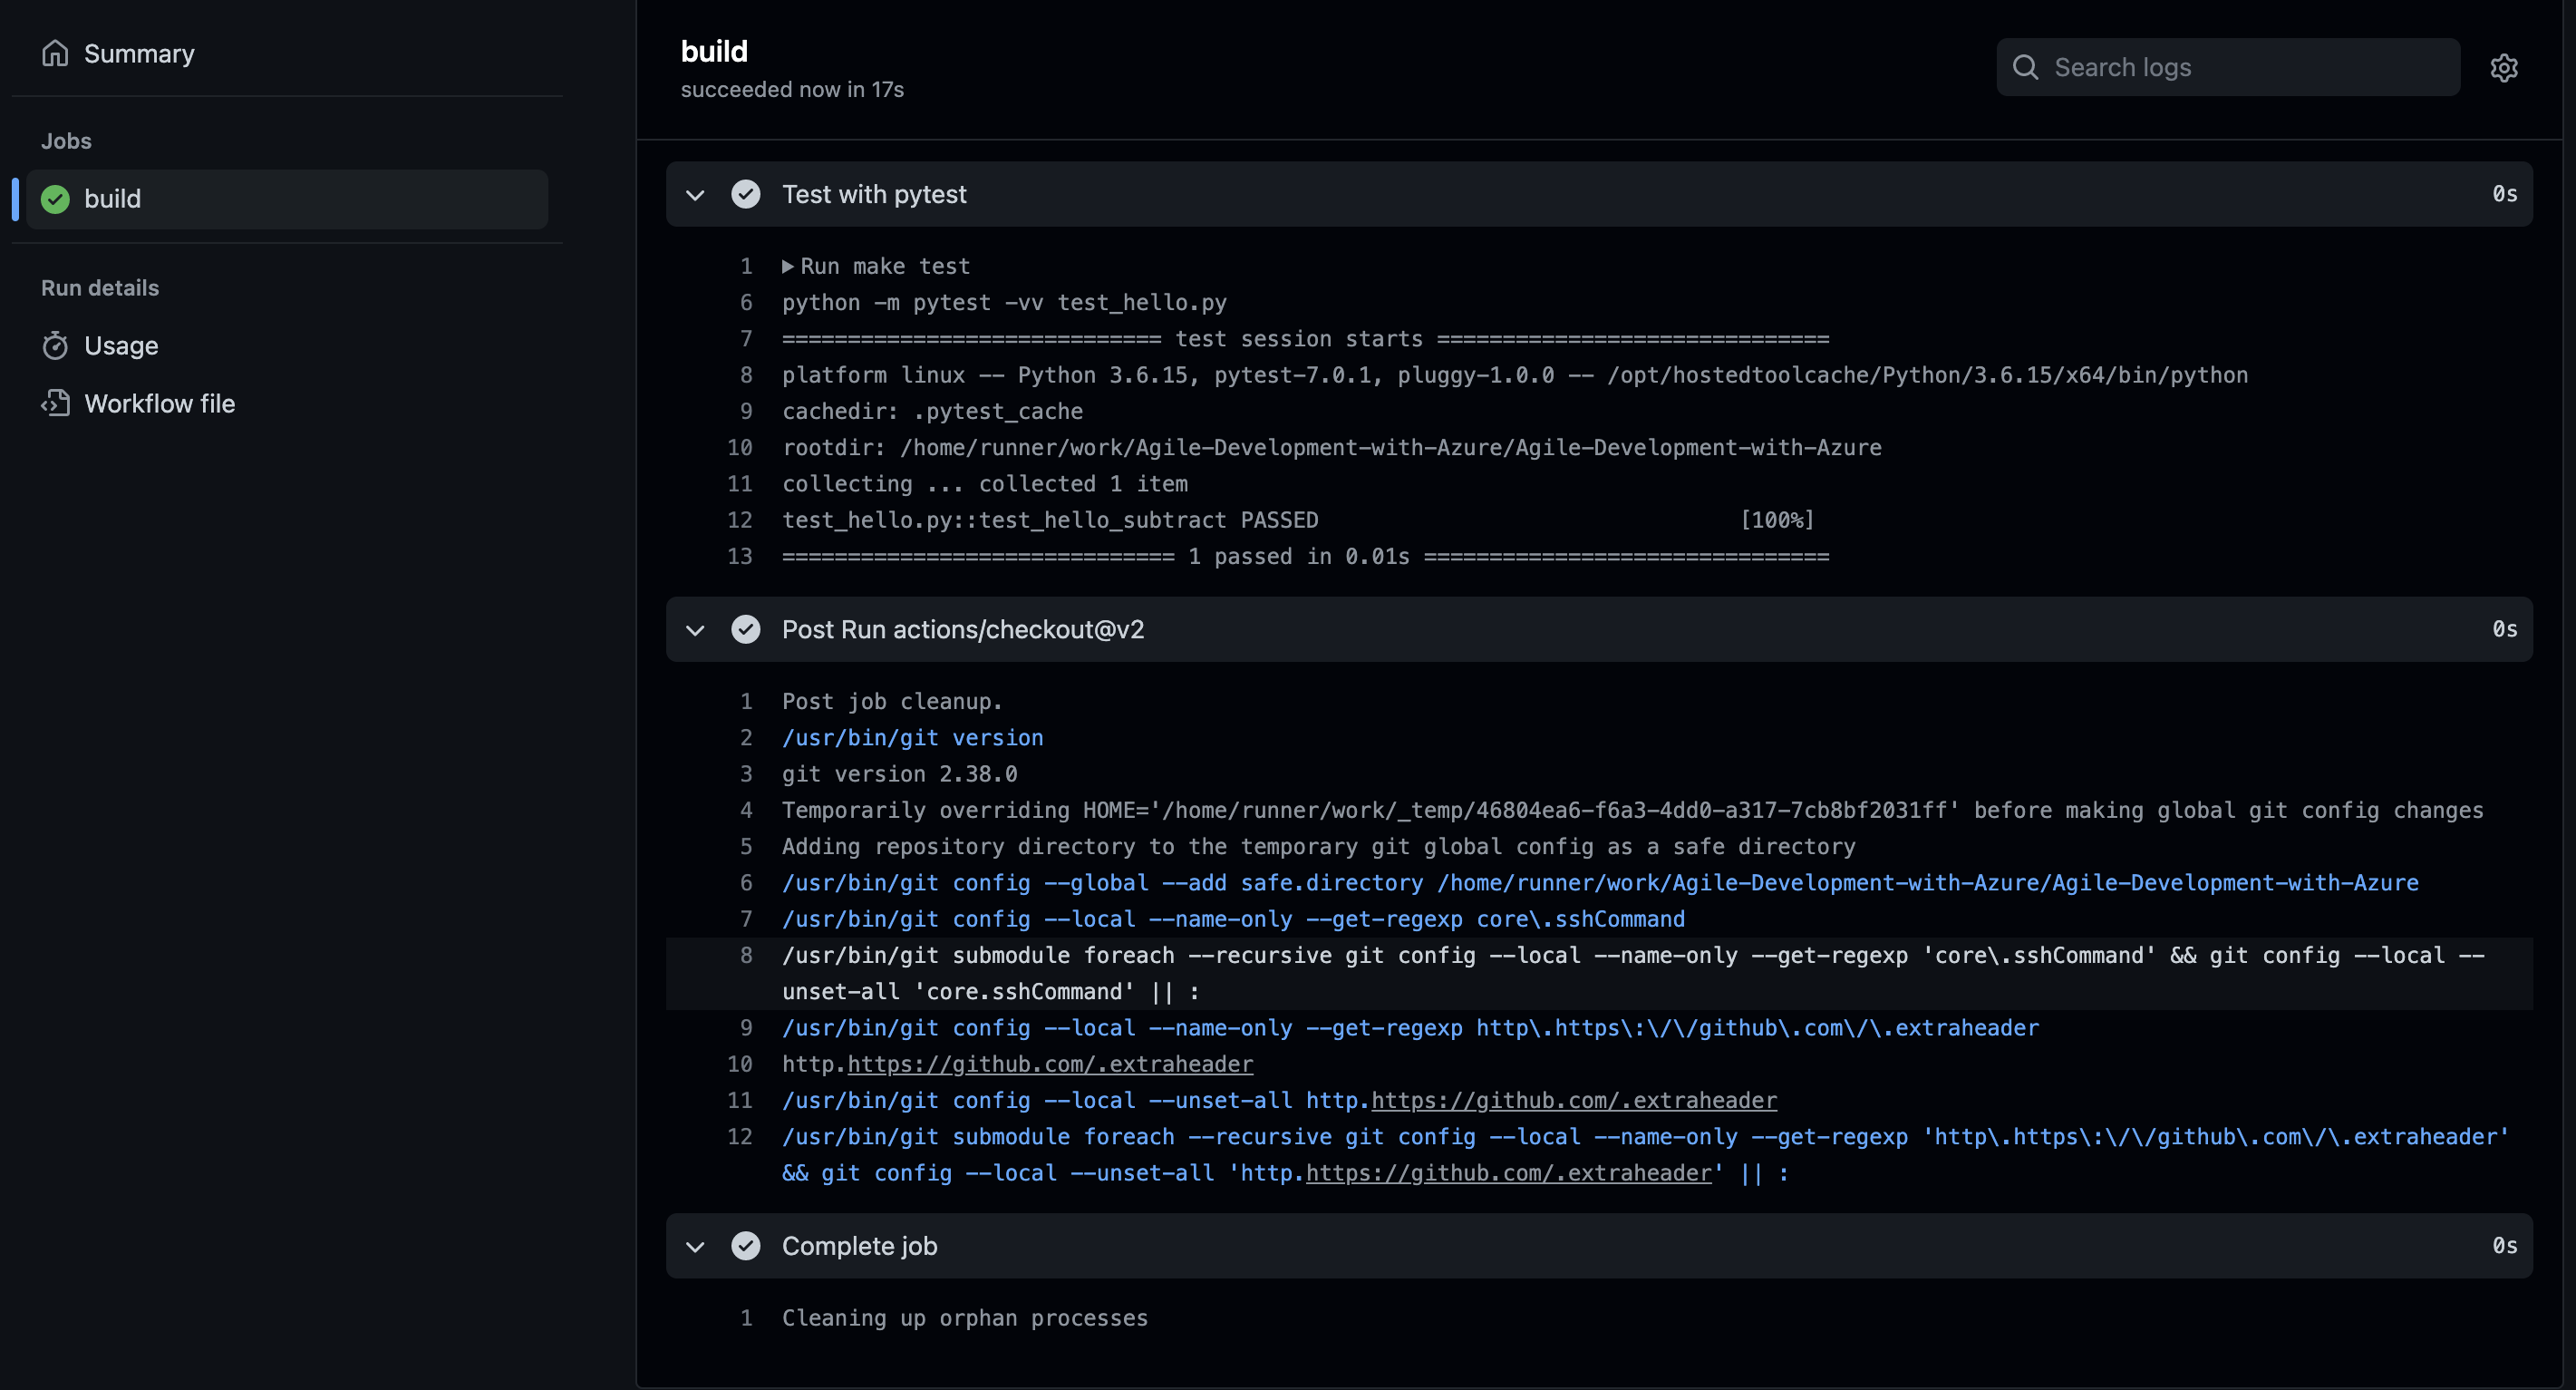 Summary
Jobs
build
Run details
Usage
Workflow file
build
succeeded now in 17s
Search logs
Test with pytest 0s
1 ▶Run make test
6 python -m pytest -vv test_hello.py
7 ============================= test session starts ==============================
8 platform linux -- Python 3.6.15, pytest-7.0.1, pluggy-1.0.0 -- /opt/hostedtoolcache/Python/3.6.15/x64/bin/python
9 cachedir: .pytest_cache
10 rootdir: /home/runner/work/Agile-Development-with-Azure/Agile-Development-with-Azure
11 collecting ... collected 1 item
12 test_hello.py::test_hello_subtract PASSED [100%]
13 ============================== 1 passed in 0.01s ===============================
Post Run actions/checkout@v2 0s
1 Post job cleanup.
2 /usr/bin/git version
3 git version 2.38.0
4 Temporarily overriding HOME='/home/runner/work/_temp/46804ea6-f6a3-4dd0-a317-7cb8bf2031ff' before making global git config changes
5 Adding repository directory to the temporary git global config as a safe directory
6 /usr/bin/git config --global --add safe.directory /home/runner/work/Agile-Development-with-Azure/Agile-Development-with-Azure
7 /usr/bin/git config --local --name-only --get-regexp core\.sshCommand
8 /usr/bin/git submodule foreach --recursive git config --local --name-only --get-regexp 'core\.sshCommand' && git config --local --
unset-all 'core.sshCommand' || :
9 /usr/bin/git config --local --name-only --get-regexp http\.https\:\/\/github\.com\/\.extraheader
10 http.https://github.com/.extraheader
11 /usr/bin/git config --local --unset-all http.https://github.com/.extraheader
12 /usr/bin/git submodule foreach --recursive git config --local --name-only --get-regexp 'http\.https\:\/\/github\.com\/\.extraheader'
&& git config --local --unset-all 'http.https://github.com/.extraheader' || :
Complete job 0s
1 Cleaning up orphan processes